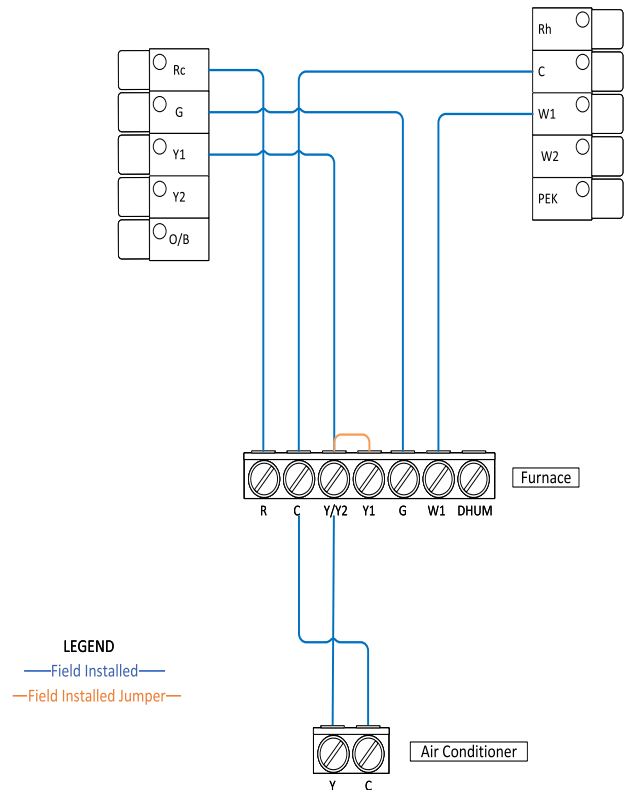 Rc
G
Y1
Y2
O/B
Rh
C
W1
W2
PEK
Furnace
R C Y/Y2 Y1 G W1 DHUM
LEGEND
Field Installed
Field Installed Jumper
Air Conditioner
Y C